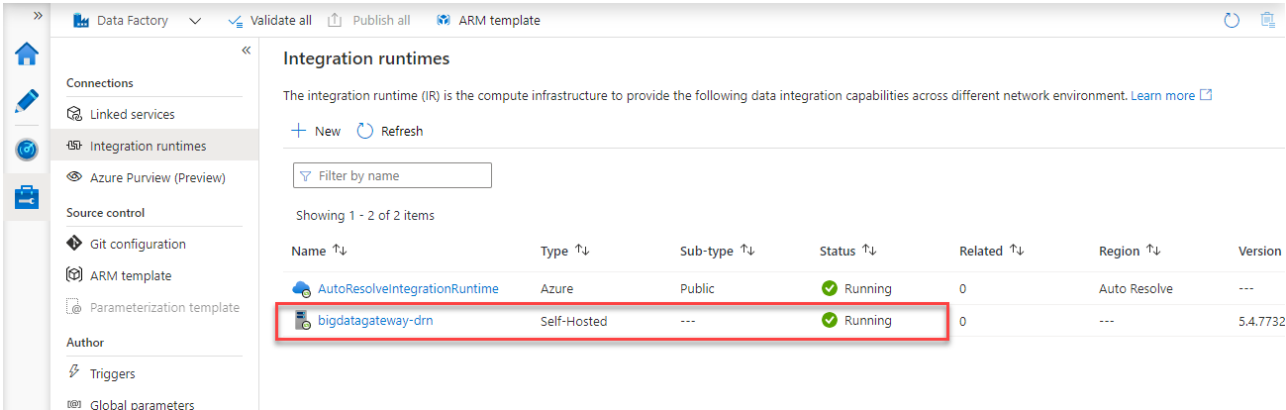 Data Factory Validate all Publish all ARM template
Connections
Linked services
Integration runtimes
Azure Purview (Preview)
Source control
Git configuration
ARM template
Parameterization template
Author
Triggers
Global parameters
Integration runtimes
The integration runtime (IR) is the compute infrastructure to provide the following data integration capabilities across different network environment. Learn more
New Refresh
Filter by name
Showing 1 - 2 of 2 items
Name Type Sub-type Status Related Region Version
AutoResolveIntegrationRuntime Azure Public Running 0 Auto Resolve ---
bigdatagateway-drn Self-Hosted --- Running 0 --- 5.4.7732